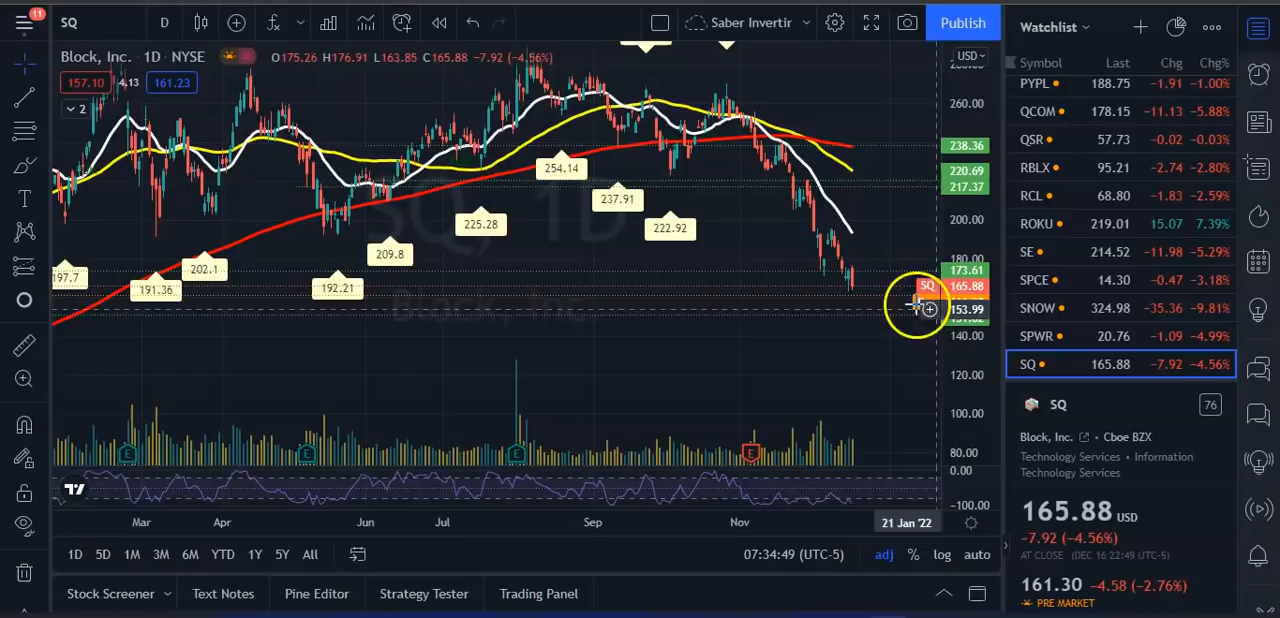 11
SQ
D
Saber Invertir
Publish
Watchlist
Block, Inc. · 1D · NYSE
O175.26 H176.91 L163.85 C165.88 −7.92 (−4.56%)
USD
157.10 4.13 161.23
2
SQ, 1D
Block, Inc.
260.00
238.36
220.69
217.37
200.00
180.00
173.61
SQ 165.88
153.99
140.00
120.00
100.00
80.00
0.00
−100.00
197.7
191.36
202.1
192.21
209.8
225.28
254.14
237.91
222.92
E
E
E
E
Mar Apr Jun Jul Sep Nov 21 Jan '22
1D 5D 1M 3M 6M YTD 1Y 5Y All
07:34:49 (UTC-5) adj % log auto
Stock Screener Text Notes Pine Editor Strategy Tester Trading Panel
Symbol Last Chg Chg%
PYPL 188.75 −1.91 −1.00%
QCOM 178.15 −11.13 −5.88%
QSR 57.73 −0.02 −0.03%
RBLX 95.21 −2.74 −2.80%
RCL 68.80 −1.83 −2.59%
ROKU 219.01 15.07 7.39%
SE 214.52 −11.98 −5.29%
SPCE 14.30 −0.47 −3.18%
SNOW 324.98 −35.36 −9.81%
SPWR 20.76 −1.09 −4.99%
SQ 165.88 −7.92 −4.56%
SQ 76
Block, Inc. • Cboe BZX
Technology Services • Information
Technology Services
165.88 USD
−7.92 (−4.56%)
AT CLOSE (DEC 16 22:49 UTC-5)
161.30 −4.58 (−2.76%)
PRE MARKET